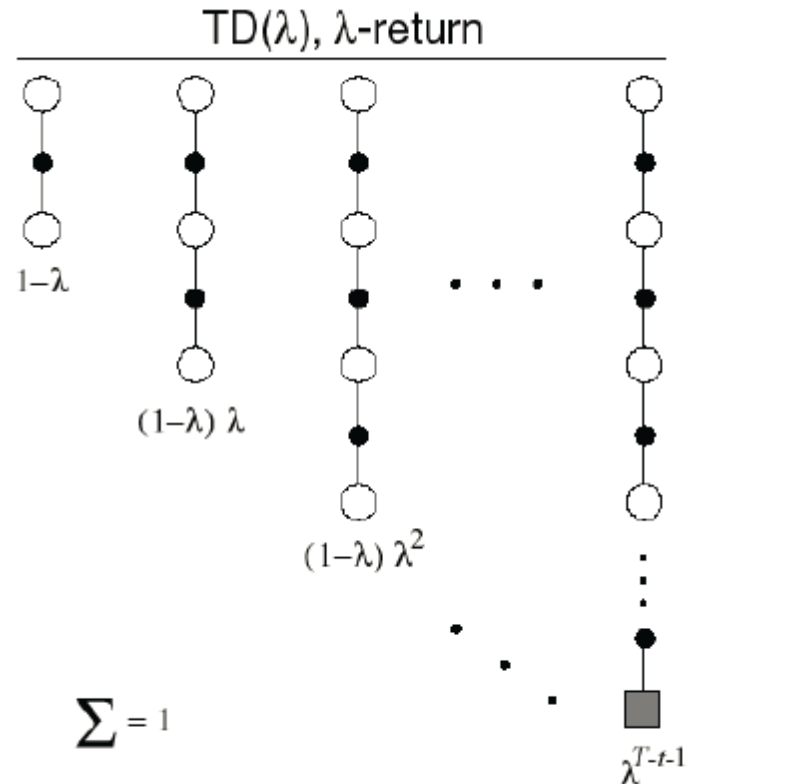 TD(λ), λ-return
1–λ
(1–λ) λ
(1–λ) λ²
. . .
∑ = 1
λ^{T-t-1}